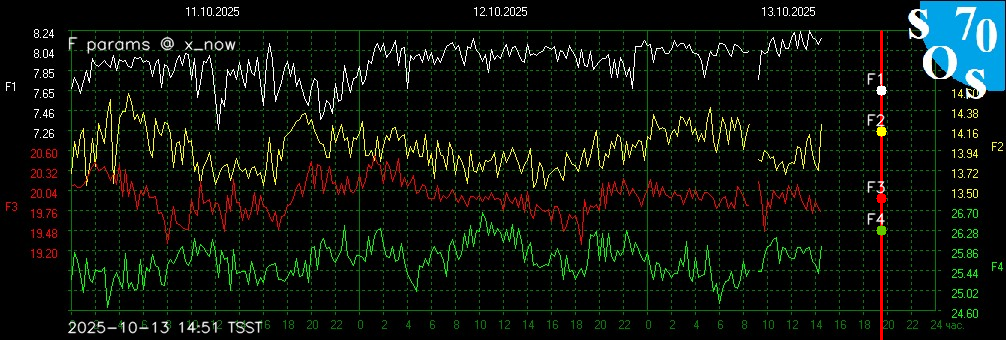 11.10.2025 12.10.2025 13.10.2025
SOS 70
F params @ x_now
8.24
8.04
7.85
7.65
7.46
7.26
F1
20.60
20.32
20.04
19.76
19.48
19.20
F3
F1
F2
F3
F4
14.60
14.38
14.16
13.94
13.72
13.50
F2
26.70
26.28
25.86
25.44
25.02
24.60
F4
2025-10-13 14:51 TSST
18 20 22 0 2 4 6 8 10 12 14 16 18 20 22 0 2 4 6 8 10 12 14 16 18 20 22 24 час.